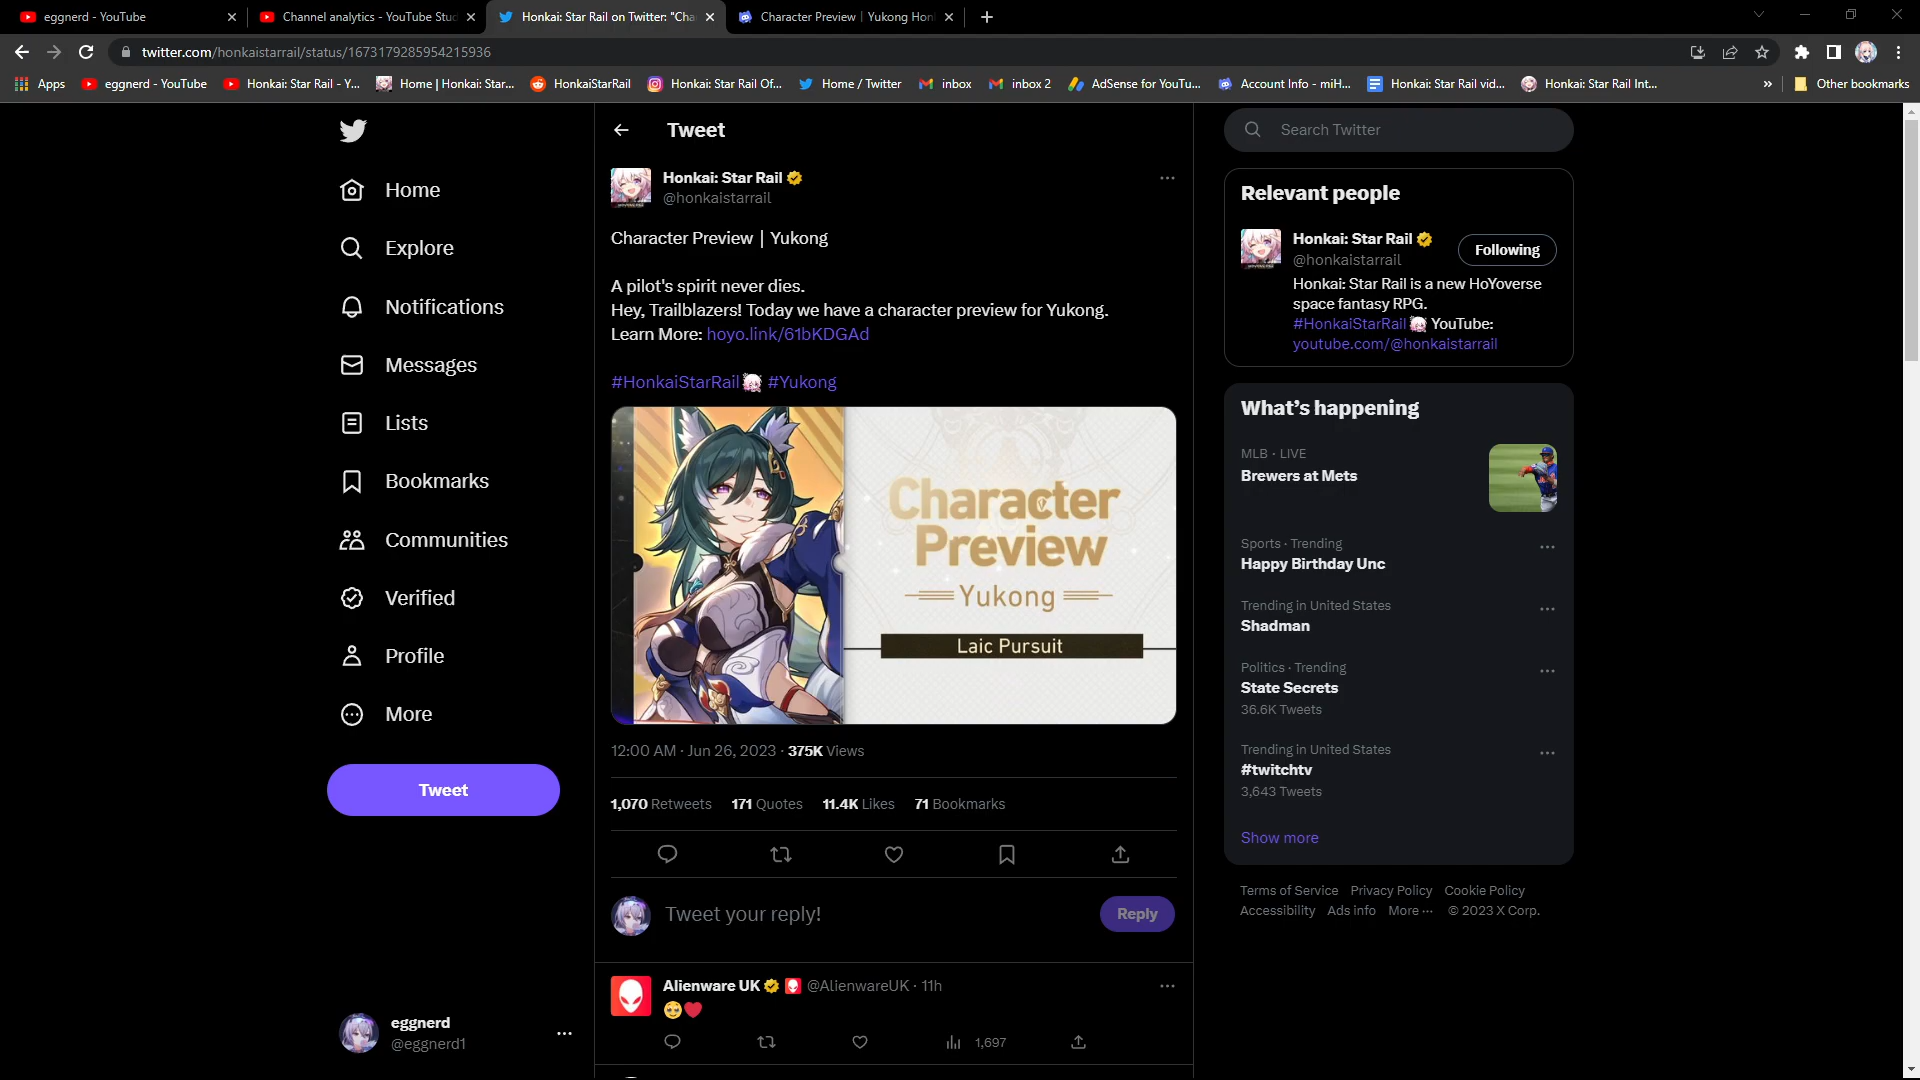 eggnerd - YouTube
Channel analytics - YouTube Stud
Honkai: Star Rail on Twitter: "Cha
Character Preview | Yukong Honk
twitter.com/honkaistarrail/status/1673179285954215936
Apps
eggnerd - YouTube
Honkai: Star Rail - Y...
Home | Honkai: Star...
HonkaiStarRail
Honkai: Star Rail Of...
Home / Twitter
inbox
inbox 2
AdSense for YouTu...
Account Info - miH...
Honkai: Star Rail vid...
Honkai: Star Rail Int...
»
Other bookmarks
Home
Explore
Notifications
Messages
Lists
Bookmarks
Communities
Verified
Profile
More
Tweet
eggnerd
@eggnerd1
Tweet
Honkai: Star Rail
@honkaistarrail
Character Preview | Yukong
A pilot's spirit never dies.
Hey, Trailblazers! Today we have a character preview for Yukong.
Learn More: hoyo.link/61bKDGAd
#HonkaiStarRail #Yukong
Character
Preview
Yukong
Laic Pursuit
12:00 AM · Jun 26, 2023 · 375K Views
1,070 Retweets 171 Quotes 11.4K Likes 71 Bookmarks
Tweet your reply!
Reply
Alienware UK @AlienwareUK · 11h
🥹❤️
1,697
Search Twitter
Relevant people
Honkai: Star Rail
@honkaistarrail
Following
Honkai: Star Rail is a new HoYoverse
space fantasy RPG.
#HonkaiStarRail YouTube:
youtube.com/@honkaistarrail
What's happening
MLB · LIVE
Brewers at Mets
Sports · Trending
Happy Birthday Unc
Trending in United States
Shadman
Politics · Trending
State Secrets
36.6K Tweets
Trending in United States
#twitchtv
3,643 Tweets
Show more
Terms of Service Privacy Policy Cookie Policy
Accessibility Ads info More ··· © 2023 X Corp.